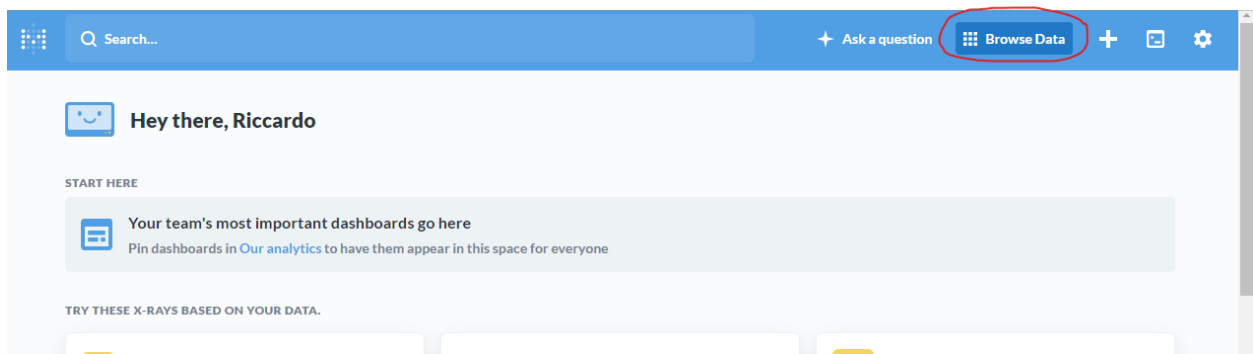 Search...
Ask a question
Browse Data
Hey there, Riccardo
START HERE
Your team's most important dashboards go here
Pin dashboards in Our analytics to have them appear in this space for everyone
TRY THESE X-RAYS BASED ON YOUR DATA.